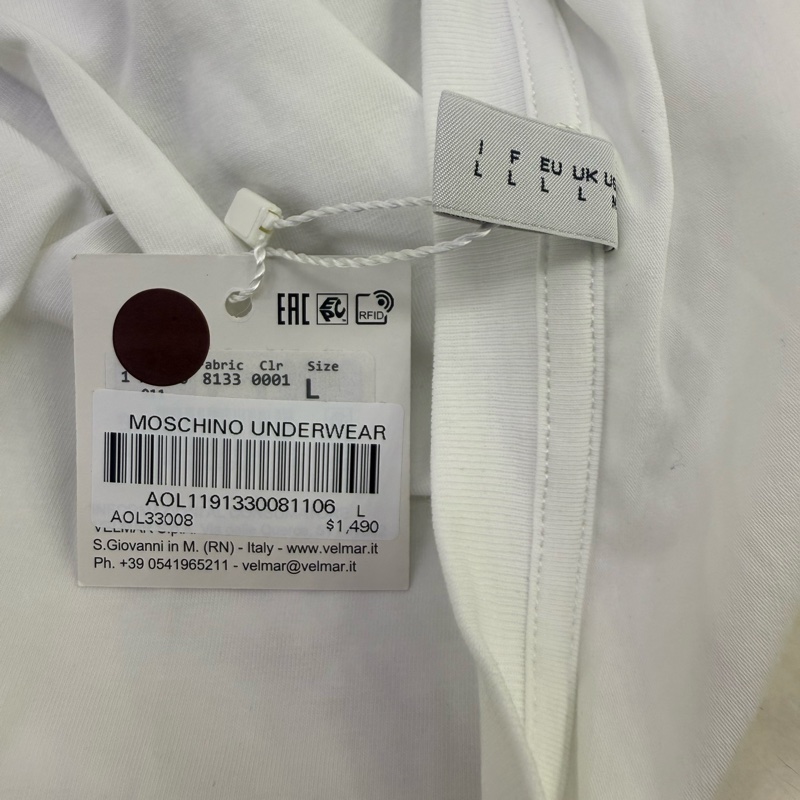 I F EU UK
L L L L
EAC RFID
Clr Size
8133 0001 L
MOSCHINO UNDERWEAR
AOL1191330081106 L
AOL33008 $1,490
S.Giovanni in M. (RN) - Italy - www.velmar.it
Ph. +39 0541965211 - velmar@velmar.it